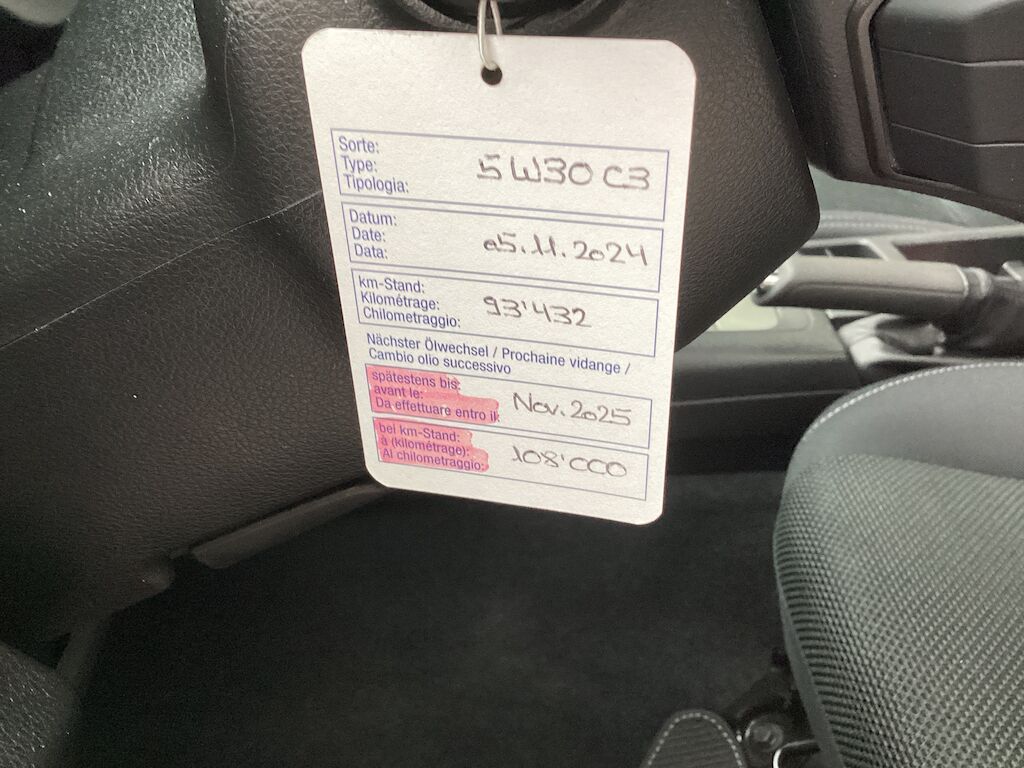 Sorte:
Type:
Tipologia:
5W30 C3
Datum:
Date:
Data:
05.11.2024
km-Stand:
Kilométrage:
Chilometraggio:
93'432
Nächster Ölwechsel / Prochaine vidange /
Cambio olio successivo
spätestens bis:
avant le:
Da effettuare entro il:
Nov. 2025
bei km-Stand:
à (kilométrage):
Al chilometraggio:
108'000